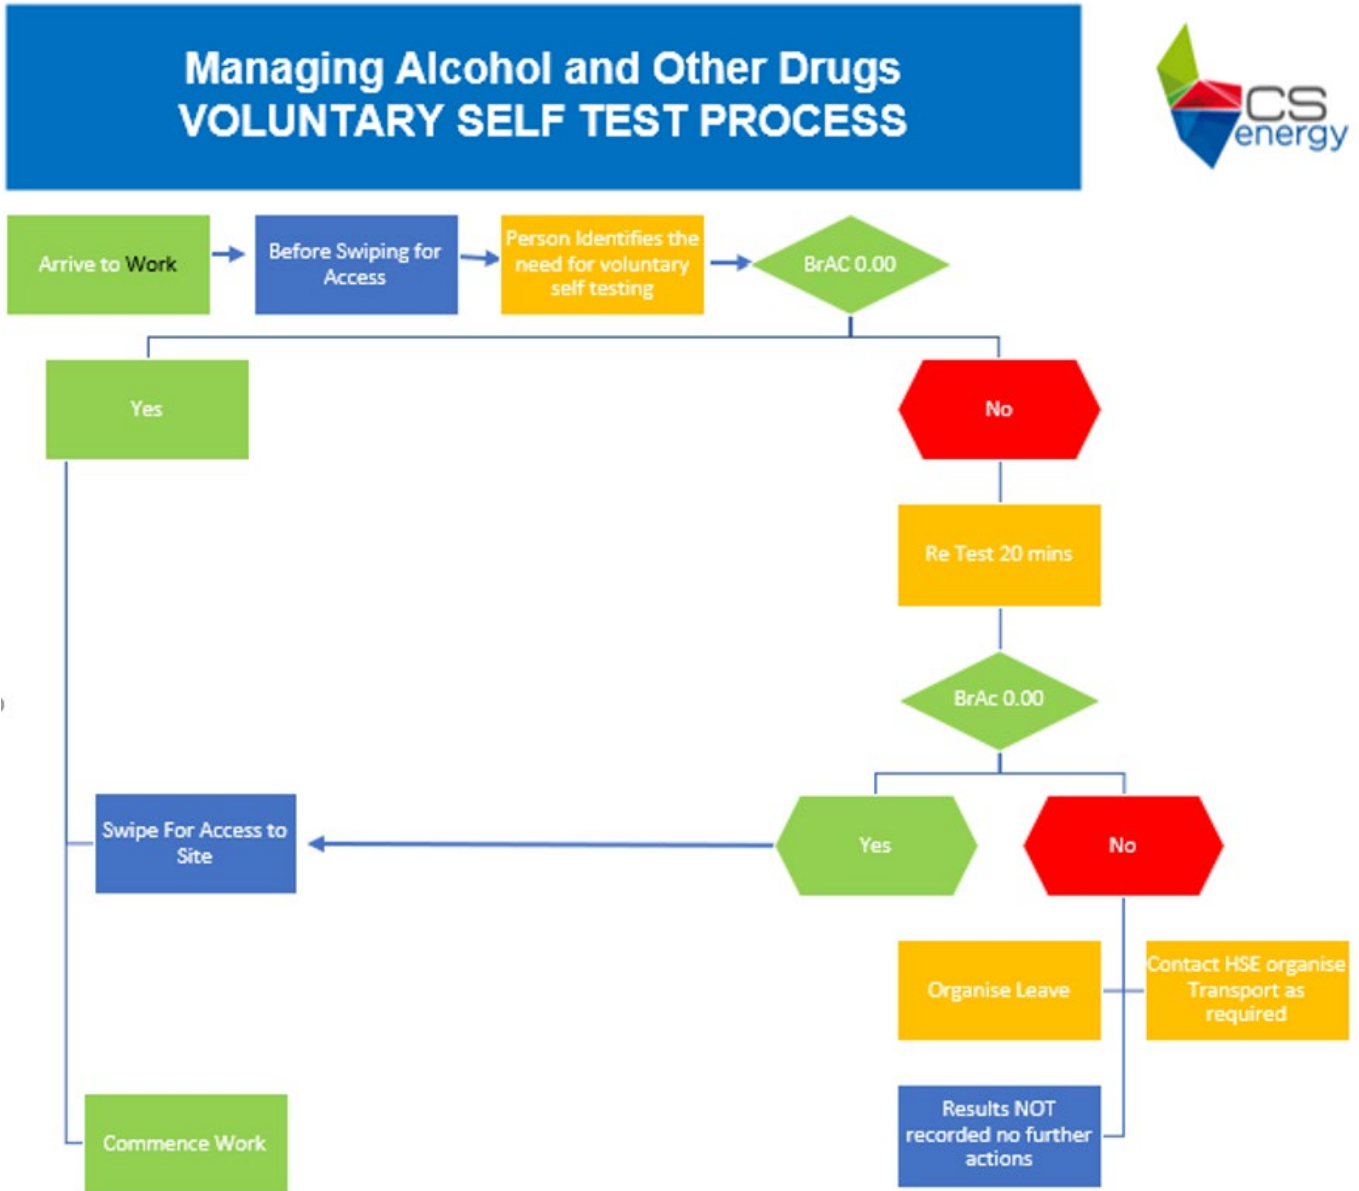 Managing Alcohol and Other Drugs
VOLUNTARY SELF TEST PROCESS
CS
energy
Arrive to Work
Before Swiping for
Access
Person Identifies the
need for voluntary
self testing
BrAC 0.00
Yes
No
Re Test 20 mins
BrAc 0.00
Swipe For Access to
Site
Yes
No
Organise Leave
Contact HSE organise
Transport as
required
Results NOT
recorded no further
actions
Commence Work